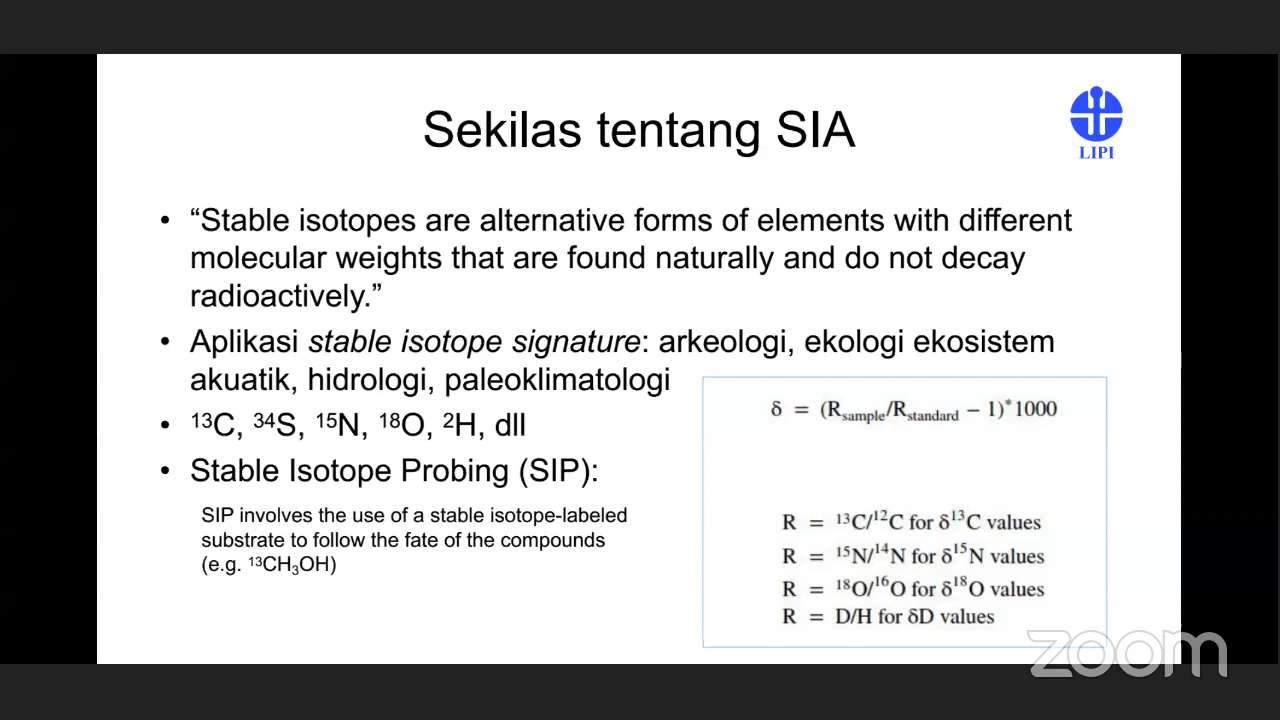 Sekilas tentang SIA
LIPI
• “Stable isotopes are alternative forms of elements with different
molecular weights that are found naturally and do not decay
radioactively.”
• Aplikasi stable isotope signature: arkeologi, ekologi ekosistem
akuatik, hidrologi, paleoklimatologi
• ¹³C, ³⁴S, ¹⁵N, ¹⁸O, ²H, dll
• Stable Isotope Probing (SIP):
SIP involves the use of a stable isotope-labeled
substrate to follow the fate of the compounds
(e.g. ¹³CH₃OH)
δ = (Rsample/Rstandard − 1)*1000
R = ¹³C/¹²C for δ¹³C values
R = ¹⁵N/¹⁴N for δ¹⁵N values
R = ¹⁸O/¹⁶O for δ¹⁸O values
R = D/H for δD values
zoom